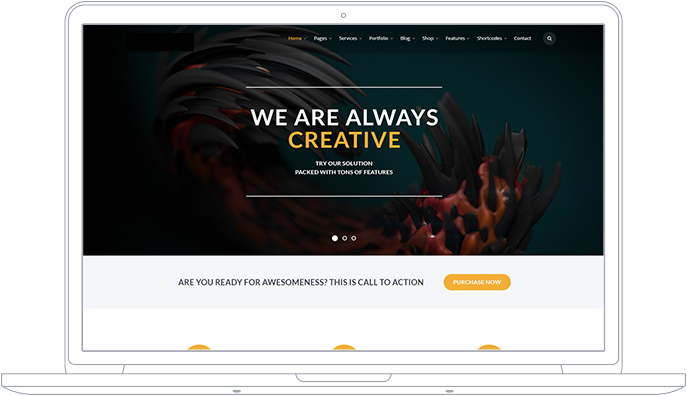 Home Pages Services Portfolio Blog Shop Features Shortcodes Contact
WE ARE ALWAYS
CREATIVE
TRY OUR SOLUTION
PACKED WITH TONS OF FEATURES
ARE YOU READY FOR AWESOMENESS? THIS IS CALL TO ACTION
PURCHASE NOW